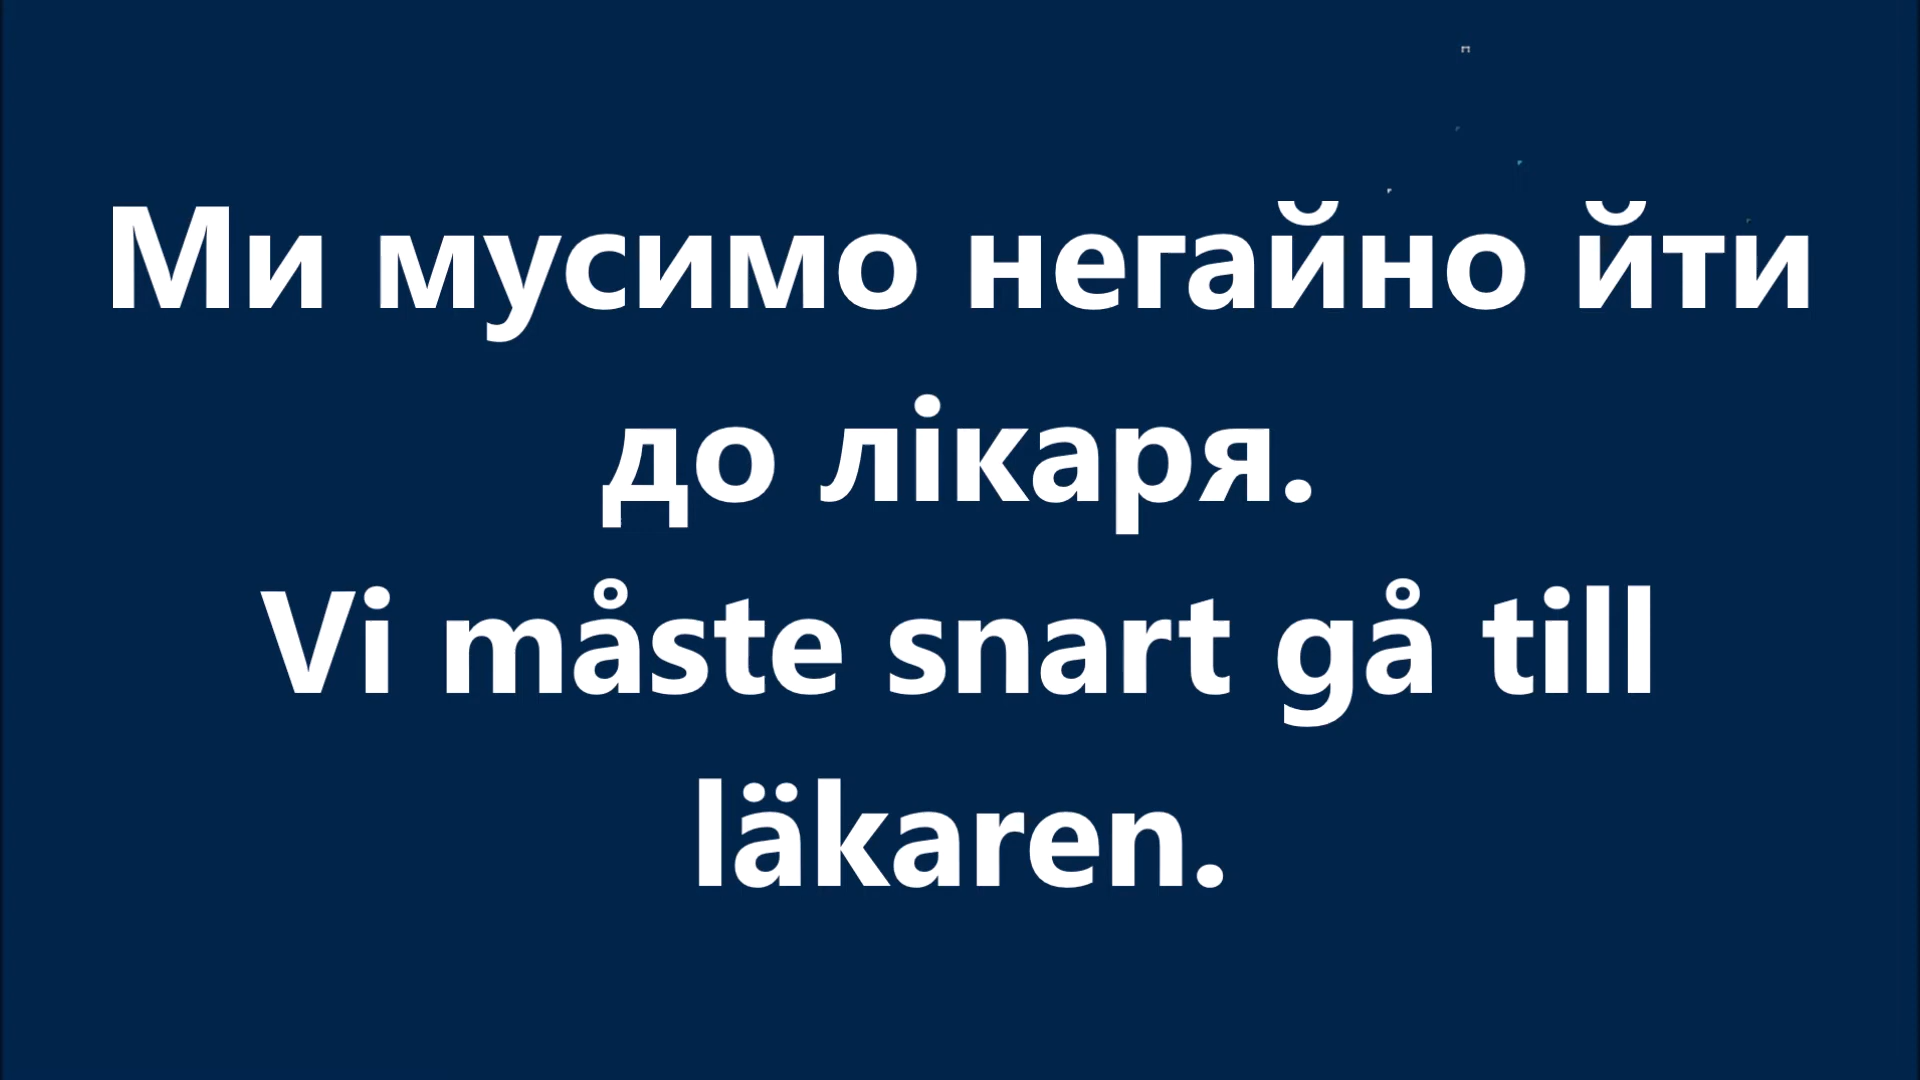 Ми мусимо негайно йти
до лікаря.
Vi måste snart gå till
läkaren.